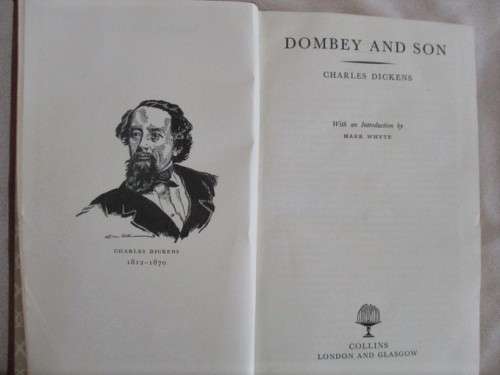 CHARLES DICKENS
1812–1870
DOMBEY AND SON
CHARLES DICKENS
With an Introduction by
MARK WHYTE
COLLINS
LONDON AND GLASGOW